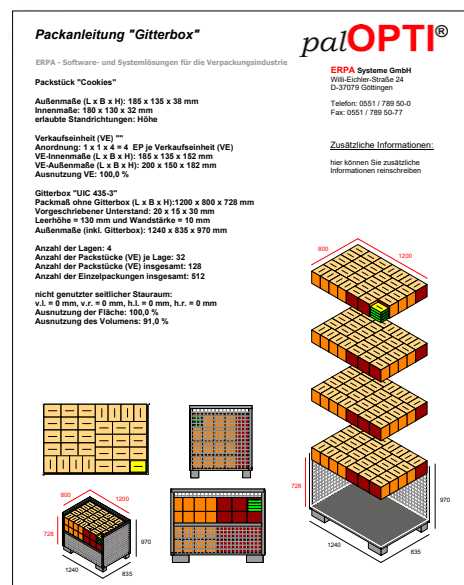 Packanleitung "Gitterbox"
palOPTI®
ERPA - Software- und Systemlösungen für die Verpackungsindustrie
ERPA Systeme GmbH
Willi-Eichler-Straße 24
D-37079 Göttingen
Telefon: 0551 / 789 50-0
Fax: 0551 / 789 50-77
Zusätzliche Informationen:
hier können Sie zusätzliche
Informationen reinschreiben
Packstück "Cookies"
Außenmaße (L x B x H): 185 x 135 x 38 mm
Innenmaße: 180 x 130 x 32 mm
erlaubte Standrichtungen: Höhe
Verkaufseinheit (VE) ""
Anordnung: 1 x 1 x 4 = 4 EP je Verkaufseinheit (VE)
VE-Innenmaße (L x B x H): 185 x 135 x 152 mm
VE-Außenmaße (L x B x H): 200 x 150 x 182 mm
Ausnutzung VE: 100,0 %
Gitterbox "UIC 435-3"
Packmaß ohne Gitterbox (L x B x H):1200 x 800 x 728 mm
Vorgeschriebener Unterstand: 20 x 15 x 30 mm
Leerhöhe = 130 mm und Wandstärke = 10 mm
Außenmaße (inkl. Gitterbox): 1240 x 835 x 970 mm
Anzahl der Lagen: 4
Anzahl der Packstücke (VE) je Lage: 32
Anzahl der Packstücke (VE) insgesamt: 128
Anzahl der Einzelpackungen insgesamt: 512
nicht genutzter seitlicher Stauraum:
v.l. = 0 mm, v.r. = 0 mm, h.l. = 0 mm, h.r. = 0 mm
Ausnutzung der Fläche: 100,0 %
Ausnutzung des Volumens: 91,0 %
800
1200
728
970
1240
835
800
1200
728
970
1240
835